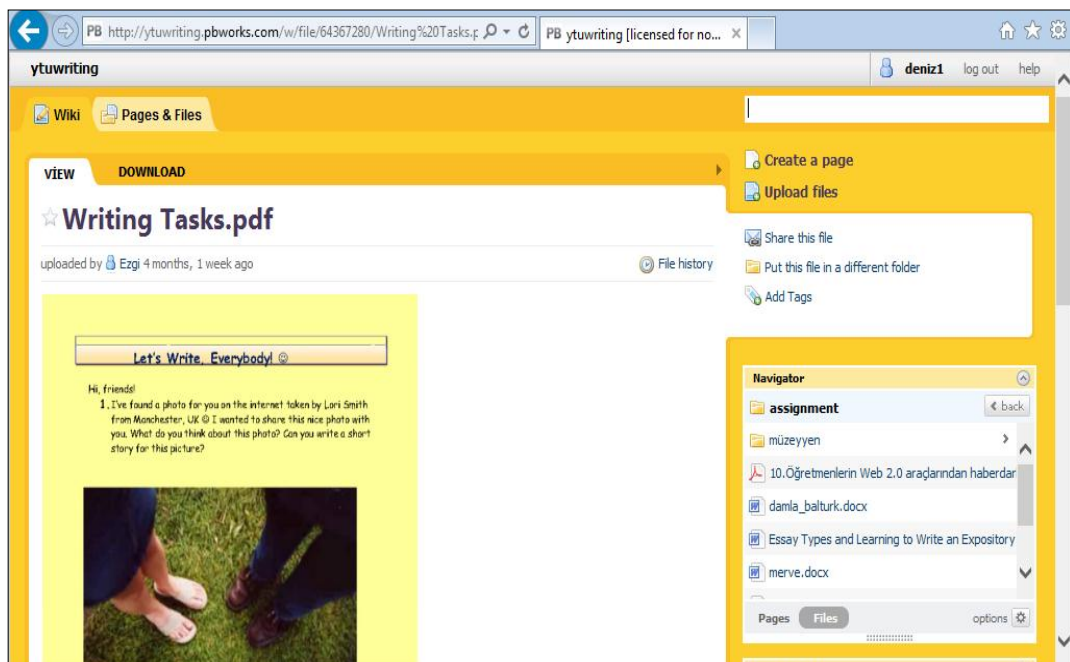 PB http://ytuwriting.pbworks.com/w/file/64367280/Writing%20Tasks.p
PB ytuwriting [licensed for no...
ytuwriting
deniz1 log out help
Wiki Pages & Files
VİEW DOWNLOAD
Create a page
Upload files
Writing Tasks.pdf
uploaded by Ezgi 4 months, 1 week ago
File history
Share this file
Put this file in a different folder
Add Tags
Let's Write, Everybody! ☺
Hi, friends!
1. I've found a photo for you on the internet taken by Lori Smith
from Manchester, UK ☺ I wanted to share this nice photo with
you. What do you think about this photo? Can you write a short
story for this picture?
Navigator
assignment < back
müzeyyen
10.Öğretmenlerin Web 2.0 araçlarından haberdar
damla_balturk.docx
Essay Types and Learning to Write an Expository
merve.docx
Pages Files options